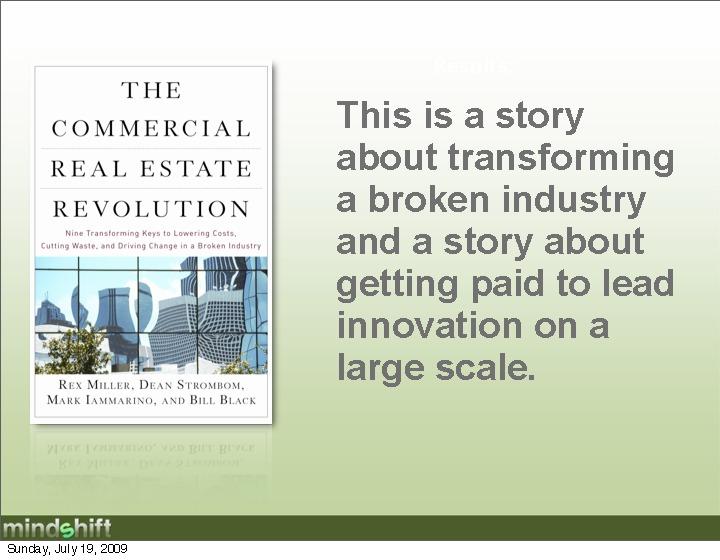 Results:
THE
COMMERCIAL
REAL ESTATE
REVOLUTION
Nine Transforming Keys to Lowering Costs,
Cutting Waste, and Driving Change in a Broken Industry
REX MILLER, DEAN STROMBOM,
MARK IAMMARINO, AND BILL BLACK
This is a story
about transforming
a broken industry
and a story about
getting paid to lead
innovation on a
large scale.
mindshift
Sunday, July 19, 2009